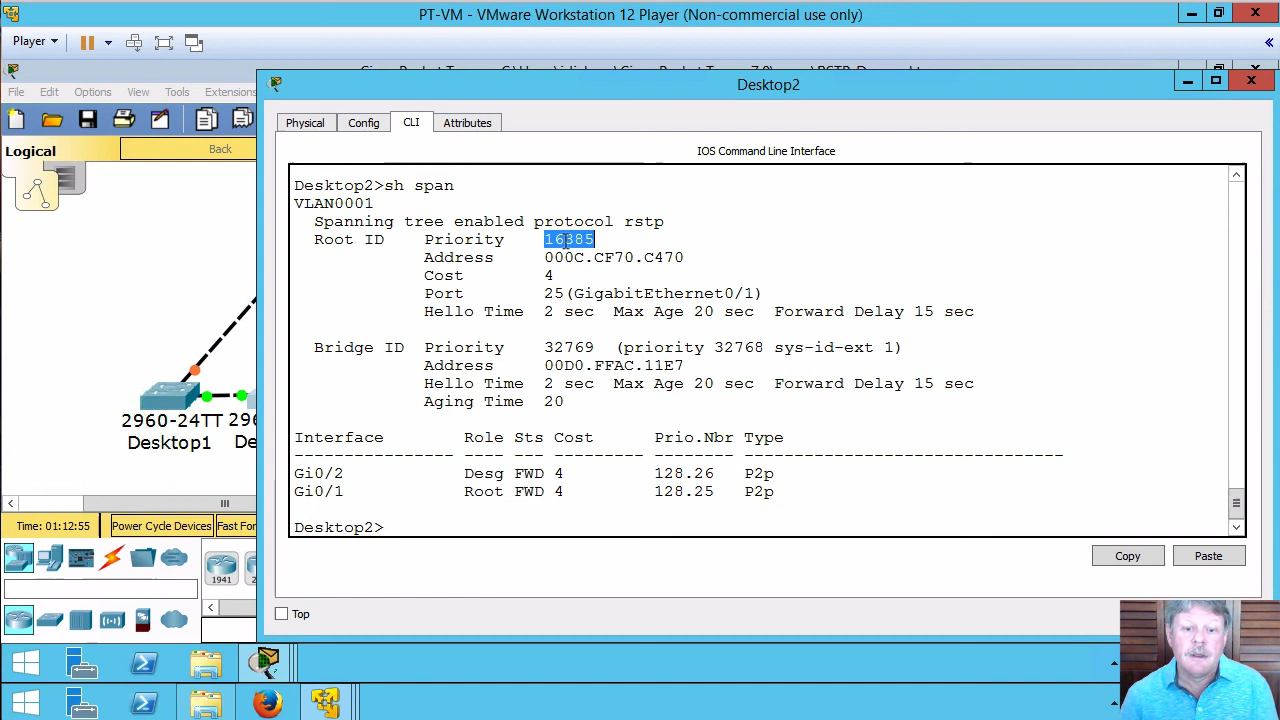 PT-VM - VMware Workstation 12 Player (Non-commercial use only)
Player
File Edit Options View Tools Extensions
Logical
Back
Desktop2
Physical Config CLI Attributes
IOS Command Line Interface
Desktop2>sh span
VLAN0001
Spanning tree enabled protocol rstp
Root ID Priority 16385
Address 000C.CF70.C470
Cost 4
Port 25(GigabitEthernet0/1)
Hello Time 2 sec Max Age 20 sec Forward Delay 15 sec
Bridge ID Priority 32769 (priority 32768 sys-id-ext 1)
Address 00D0.FFAC.11E7
Hello Time 2 sec Max Age 20 sec Forward Delay 15 sec
Aging Time 20
Interface Role Sts Cost Prio.Nbr Type
---------------- ---- --- --------- -------- --------------------------------
Gi0/2 Desg FWD 4 128.26 P2p
Gi0/1 Root FWD 4 128.25 P2p
Desktop2>
Copy Paste
Top
2960-24TT 296
Desktop1 De
Time: 01:12:55 Power Cycle Devices Fast For
1941 2